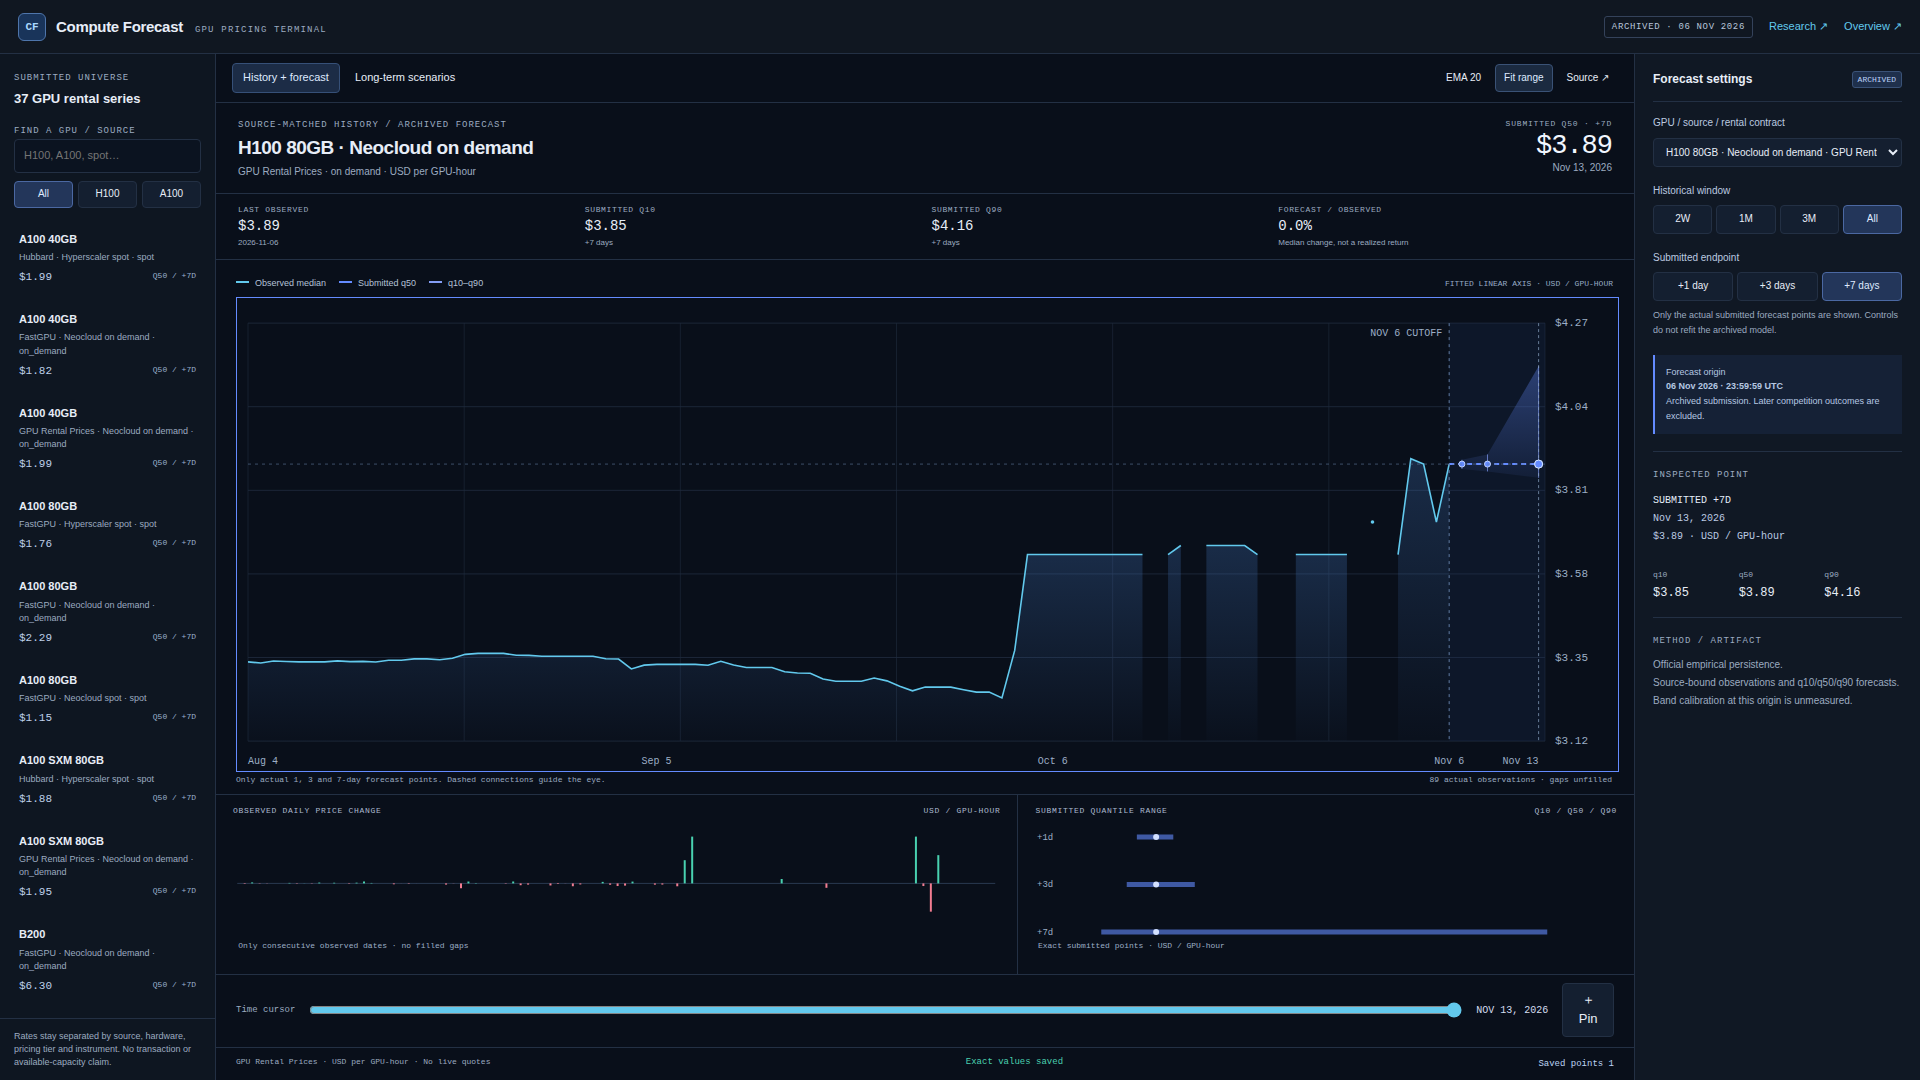 CF Compute Forecast GPU PRICING TERMINAL
ARCHIVED · 06 NOV 2026 Research ↗ Overview ↗
SUBMITTED UNIVERSE
37 GPU rental series
FIND A GPU / SOURCE
H100, A100, spot…
All H100 A100
A100 40GB
Hubbard · Hyperscaler spot · spot
$1.99 Q50 / +7D
A100 40GB
FastGPU · Neocloud on demand ·
on_demand
$1.82 Q50 / +7D
A100 40GB
GPU Rental Prices · Neocloud on demand ·
on_demand
$1.99 Q50 / +7D
A100 80GB
FastGPU · Hyperscaler spot · spot
$1.76 Q50 / +7D
A100 80GB
FastGPU · Neocloud on demand ·
on_demand
$2.29 Q50 / +7D
A100 80GB
FastGPU · Neocloud spot · spot
$1.15 Q50 / +7D
A100 SXM 80GB
Hubbard · Hyperscaler spot · spot
$1.88 Q50 / +7D
A100 SXM 80GB
GPU Rental Prices · Neocloud on demand ·
on_demand
$1.95 Q50 / +7D
B200
FastGPU · Neocloud on demand ·
on_demand
$6.30 Q50 / +7D
Rates stay separated by source, hardware,
pricing tier and instrument. No transaction or
available-capacity claim.
History + forecast Long-term scenarios
EMA 20 Fit range Source ↗
SOURCE-MATCHED HISTORY / ARCHIVED FORECAST
H100 80GB · Neocloud on demand
GPU Rental Prices · on demand · USD per GPU-hour
SUBMITTED Q50 · +7D
$3.89
Nov 13, 2026
LAST OBSERVED
$3.89
2026-11-06
SUBMITTED Q10
$3.85
+7 days
SUBMITTED Q90
$4.16
+7 days
FORECAST / OBSERVED
0.0%
Median change, not a realized return
Observed median Submitted q50 q10–q90
FITTED LINEAR AXIS · USD / GPU-HOUR
NOV 6 CUTOFF
$4.27
$4.04
$3.81
$3.58
$3.35
$3.12
Aug 4 Sep 5 Oct 6 Nov 6 Nov 13
Only actual 1, 3 and 7-day forecast points. Dashed connections guide the eye.
89 actual observations · gaps unfilled
OBSERVED DAILY PRICE CHANGE USD / GPU-HOUR
Only consecutive observed dates · no filled gaps
SUBMITTED QUANTILE RANGE Q10 / Q50 / Q90
+1d
+3d
+7d
Exact submitted points · USD / GPU-hour
Time cursor NOV 13, 2026
+
Pin
GPU Rental Prices · USD per GPU-hour · No live quotes
Exact values saved
Saved points 1
Forecast settings ARCHIVED
GPU / source / rental contract
H100 80GB · Neocloud on demand · GPU Rent
Historical window
2W 1M 3M All
Submitted endpoint
+1 day +3 days +7 days
Only the actual submitted forecast points are shown. Controls
do not refit the archived model.
Forecast origin
06 Nov 2026 · 23:59:59 UTC
Archived submission. Later competition outcomes are
excluded.
INSPECTED POINT
SUBMITTED +7D
Nov 13, 2026
$3.89 · USD / GPU-hour
q10 q50 q90
$3.85 $3.89 $4.16
METHOD / ARTIFACT
Official empirical persistence.
Source-bound observations and q10/q50/q90 forecasts.
Band calibration at this origin is unmeasured.